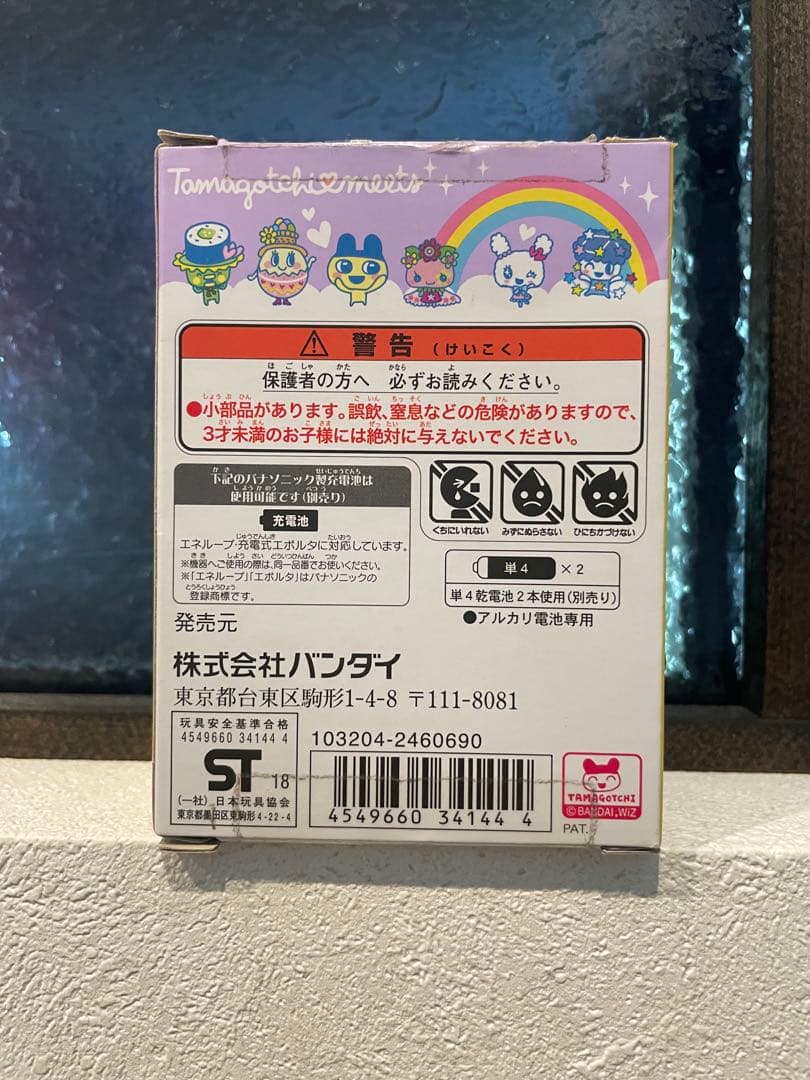 Tamagotchi♥meets
⚠ 警告（けいこく）
保護者の方へ 必ずお読みください。
●小部品があります。誤飲、窒息などの危険がありますので、
3才未満のお子様には絶対に与えないでください。
下記のパナソニック製充電池は
使用可能です(別売り)
充電池
エネループ・充電式エボルタに対応しています。
※機器へご使用の際は、同一品番でお使いください。
※「エネループ」「エボルタ」はパナソニックの
登録商標です。
くちにいれない みずにぬらさない ひにちかづけない
単4 ×2
単4乾電池2本使用(別売り)
●アルカリ電池専用
発売元
株式会社バンダイ
東京都台東区駒形1-4-8 〒111-8081
玩具安全基準合格
4549660 34144 4
ST 18
(一社) 日本玩具協会
東京都墨田区東駒形4-22-4
103204-2460690
4549660 341444
TAMAGOTCHI
©BANDAI,WiZ
PAT.